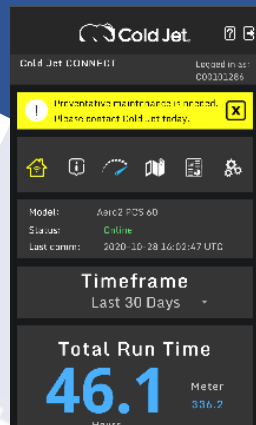 Cold Jet
Cold Jet CONNECT
Logged in as:
C00101286
Preventative maintenance is needed.
Please contact Cold Jet today.
X
Model: Aero2 PCS 60
Status: Online
Last comm: 2020-10-28 16:02:47 UTC
Timeframe
Last 30 Days
Total Run Time
46.1
Meter
336.2
Hours